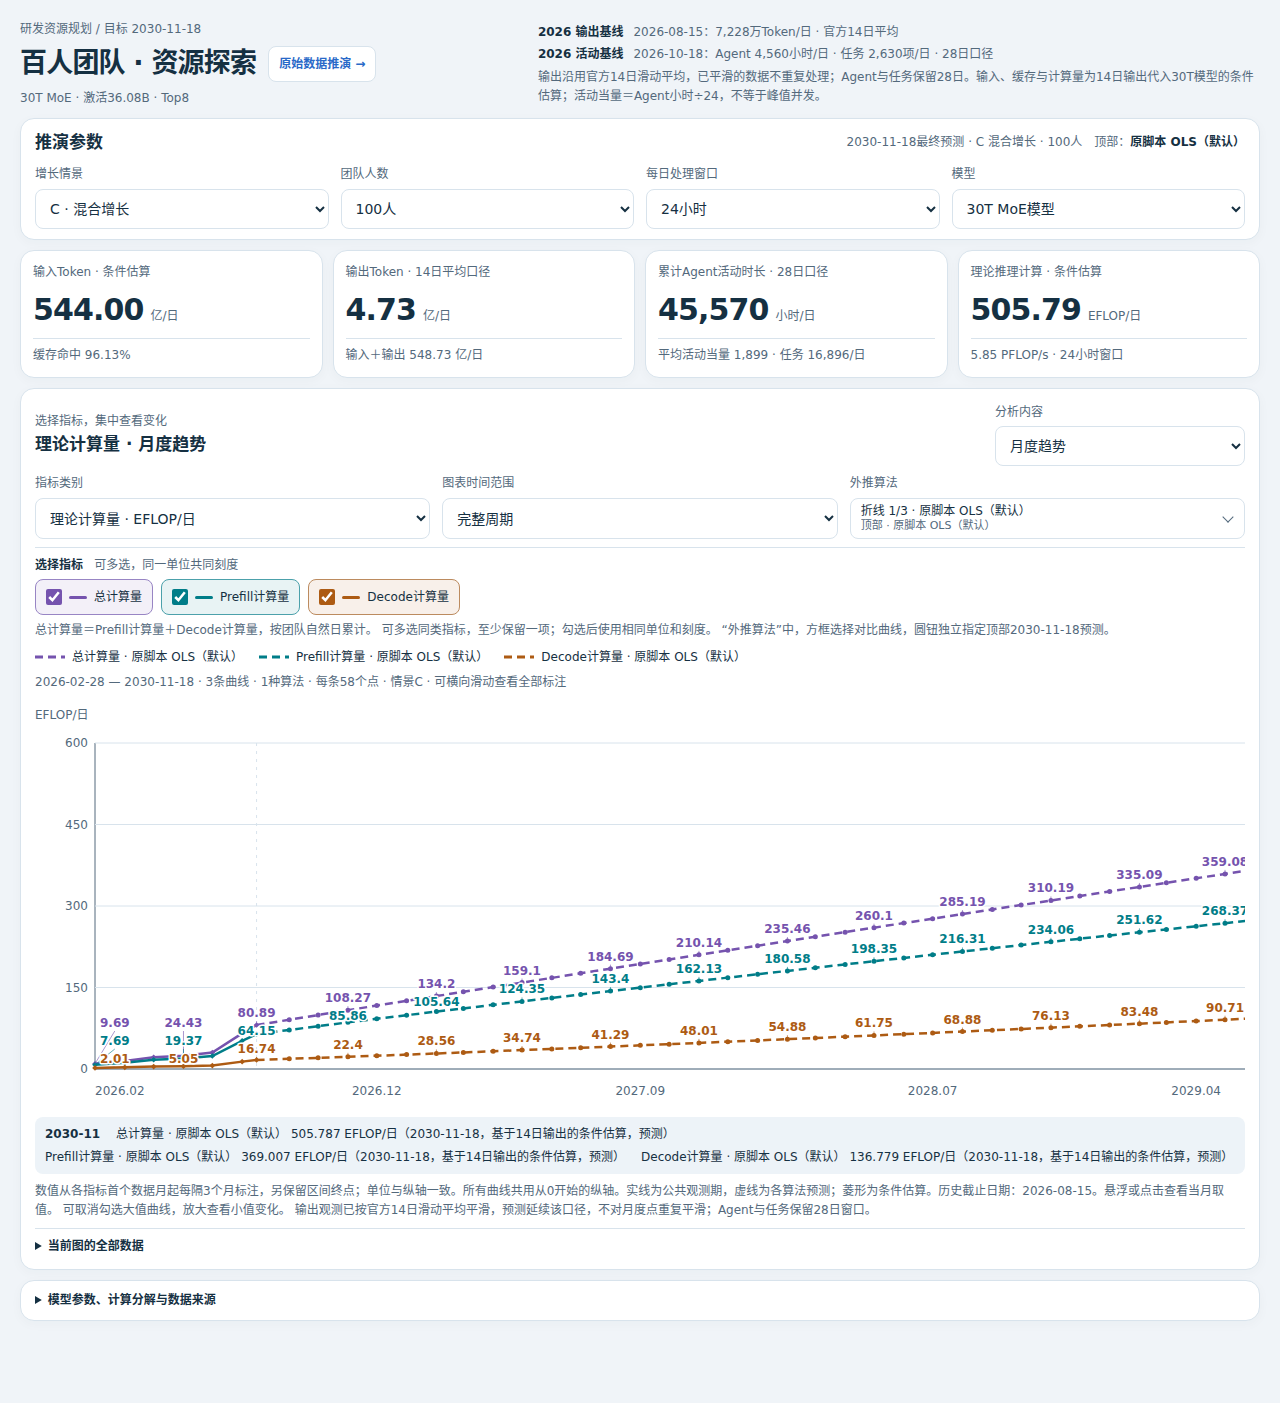 研发资源规划 / 目标 2030-11-18
百人团队 · 资源探索
原始数据推演 →
30T MoE · 激活36.08B · Top8
2026 输出基线 2026-08-15：7,228万Token/日 · 官方14日平均
2026 活动基线 2026-10-18：Agent 4,560小时/日 · 任务 2,630项/日 · 28日口径
输出沿用官方14日滑动平均，已平滑的数据不重复处理；Agent与任务保留28日。输入、缓存与计算量为14日输出代入30T模型的条件
估算；活动当量＝Agent小时÷24，不等于峰值并发。
推演参数
2030-11-18最终预测 · C 混合增长 · 100人 顶部：原脚本 OLS（默认）
增长情景 团队人数 每日处理窗口 模型
C · 混合增长 100人 24小时 30T MoE模型
输入Token · 条件估算
544.00 亿/日
缓存命中 96.13%
输出Token · 14日平均口径
4.73 亿/日
输入＋输出 548.73 亿/日
累计Agent活动时长 · 28日口径
45,570 小时/日
平均活动当量 1,899 · 任务 16,896/日
理论推理计算 · 条件估算
505.79 EFLOP/日
5.85 PFLOP/s · 24小时窗口
选择指标，集中查看变化
理论计算量 · 月度趋势
分析内容
月度趋势
指标类别 图表时间范围 外推算法
理论计算量 · EFLOP/日
完整周期
折线 1/3 · 原脚本 OLS（默认）
顶部 · 原脚本 OLS（默认）
选择指标 可多选，同一单位共同刻度
总计算量 Prefill计算量 Decode计算量
总计算量＝Prefill计算量＋Decode计算量，按团队自然日累计。 可多选同类指标，至少保留一项；勾选后使用相同单位和刻度。 “外推算法”中，方框选择对比曲线，圆钮独立指定顶部2030-11-18预测。
总计算量 · 原脚本 OLS（默认） Prefill计算量 · 原脚本 OLS（默认） Decode计算量 · 原脚本 OLS（默认）
2026-02-28 — 2030-11-18 · 3条曲线 · 1种算法 · 每条58个点 · 情景C · 可横向滑动查看全部标注
EFLOP/日
600
450
300
150
0
9.69 24.43 80.89 108.27 134.2 159.1 184.69 210.14 235.46 260.1 285.19 310.19 335.09 359.08
7.69 19.37 64.15 85.86 105.64 124.35 143.4 162.13 180.58 198.35 216.31 234.06 251.62 268.37
2.01 5.05 16.74 22.4 28.56 34.74 41.29 48.01 54.88 61.75 68.88 76.13 83.48 90.71
2026.02 2026.12 2027.09 2028.07 2029.04
2030-11 总计算量 · 原脚本 OLS（默认） 505.787 EFLOP/日（2030-11-18，基于14日输出的条件估算，预测）
Prefill计算量 · 原脚本 OLS（默认） 369.007 EFLOP/日（2030-11-18，基于14日输出的条件估算，预测） Decode计算量 · 原脚本 OLS（默认） 136.779 EFLOP/日（2030-11-18，基于14日输出的条件估算，预测）
数值从各指标首个数据月起每隔3个月标注，另保留区间终点；单位与纵轴一致。所有曲线共用从0开始的纵轴。实线为公共观测期，虚线为各算法预测；菱形为条件估算。历史截止日期：2026-08-15。悬浮或点击查看当月取
值。 可取消勾选大值曲线，放大查看小值变化。 输出观测已按官方14日滑动平均平滑，预测延续该口径，不对月度点重复平滑；Agent与任务保留28日窗口。
当前图的全部数据
模型参数、计算分解与数据来源